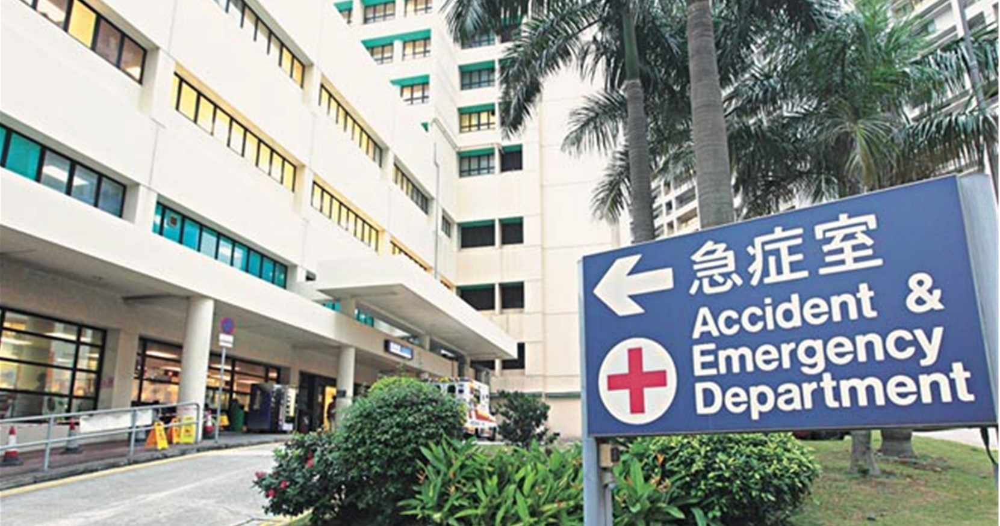 急症室
Accident &
Emergency
Department